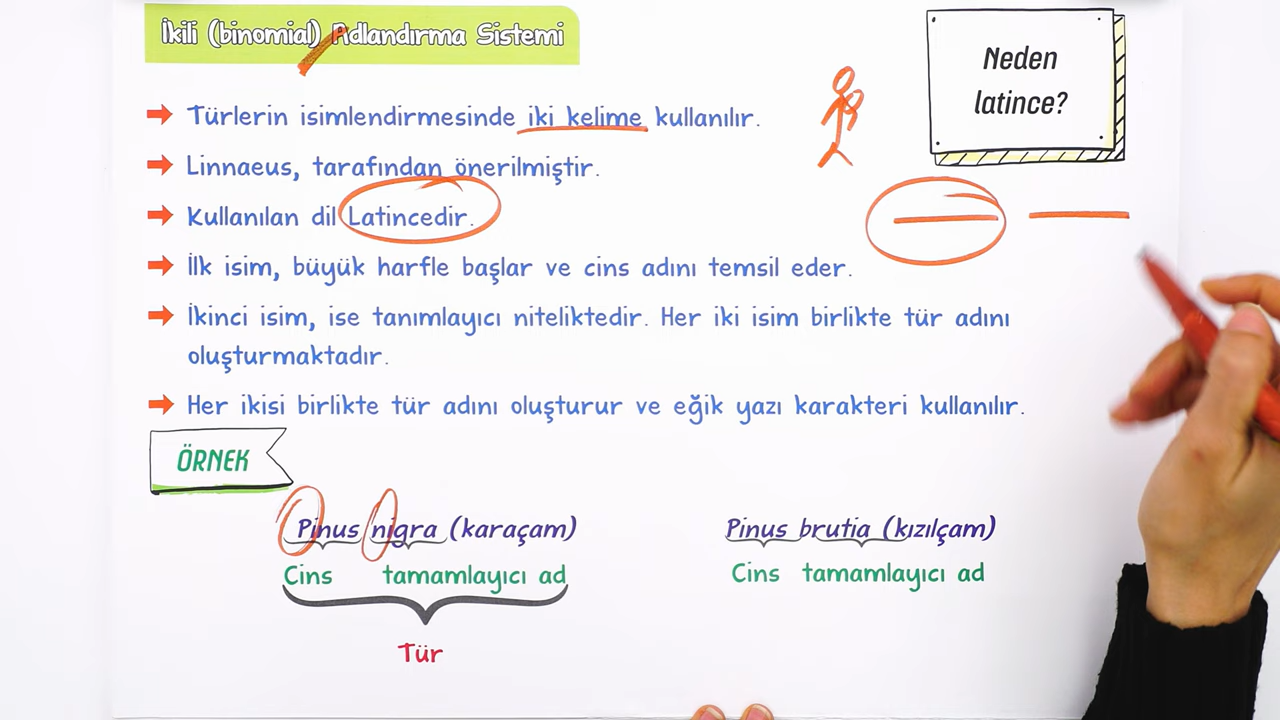 İkili (binomial) Adlandırma Sistemi
Neden
latince?
Türlerin isimlendirmesinde iki kelime kullanılır.
Linnaeus, tarafından önerilmiştir.
Kullanılan dil Latincedir.
İlk isim, büyük harfle başlar ve cins adını temsil eder.
İkinci isim, ise tanımlayıcı niteliktedir. Her iki isim birlikte tür adını
oluşturmaktadır.
Her ikisi birlikte tür adını oluşturur ve eğik yazı karakteri kullanılır.
ÖRNEK
Pinus nigra (karaçam)
Cins tamamlayıcı ad
Tür
Pinus brutia (kızılçam)
Cins tamamlayıcı ad